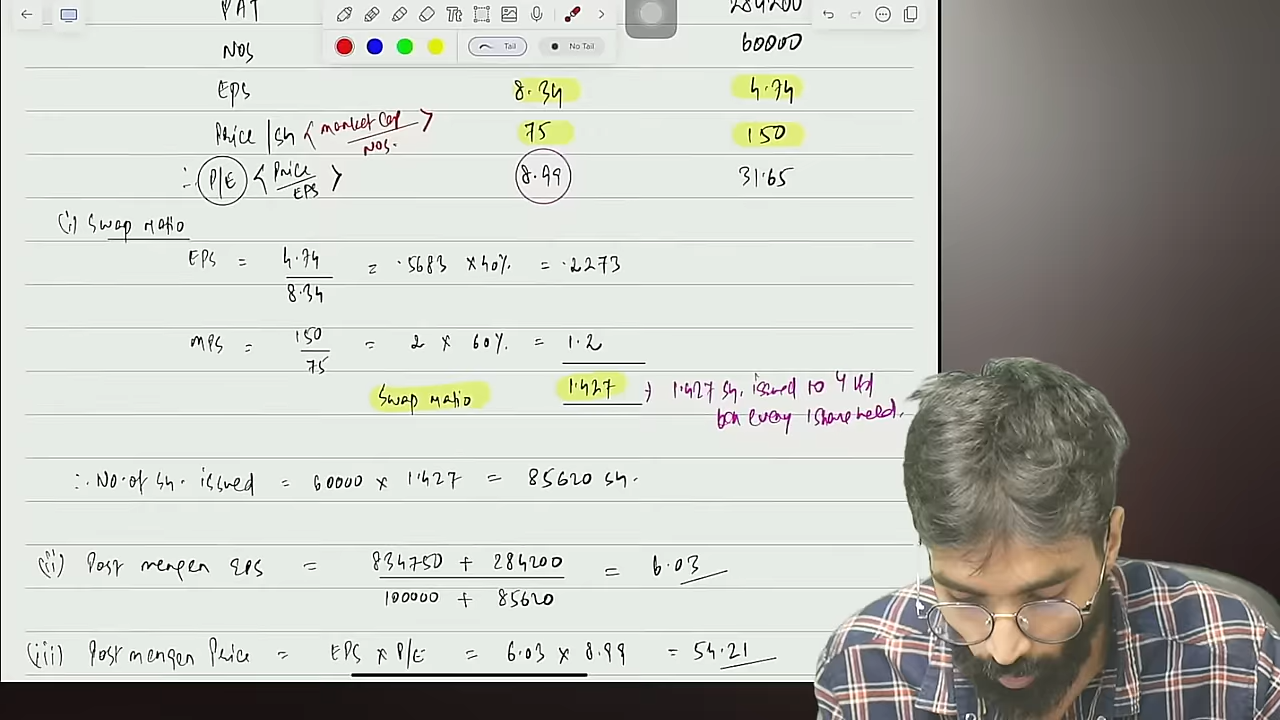 PAT 284200
Tail No Tail
NOS 60000
EPS 8.34 4.74
Price / Sh < Market Cap / NOS. > 75 150
∴ P/E < Price / EPS > 8.99 31.65
(i) Swap Ratio
EPS = 4.74 / 8.34 = .5683 × 40% = .2273
MPS = 150 / 75 = 2 × 60% = 1.2
Swap Ratio 1.427 → 1.427 Sh. issued to Y Ltd
for every 1 share held.
∴ No. of Sh. issued = 60000 × 1.427 = 85620 Sh.
(ii) Post merger EPS = 834750 + 284200 / 100000 + 85620 = 6.03
(iii) Post merger Price = EPS × P/E = 6.03 × 8.99 = 54.21